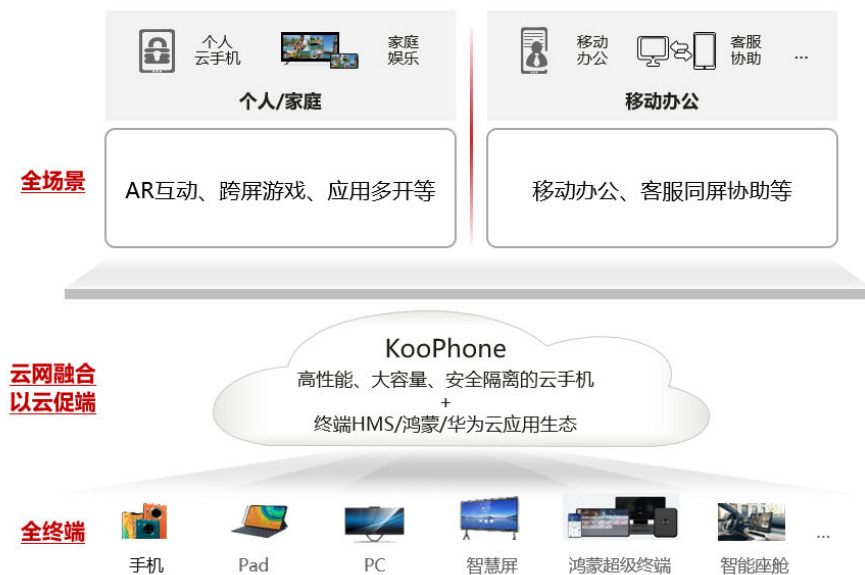 个人
云手机
家庭
娱乐
个人/家庭
移动
办公
客服
协助
...
移动办公
全场景
AR互动、跨屏游戏、应用多开等
移动办公、客服同屏协助等
云网融合
以云促端
KooPhone
高性能、大容量、安全隔离的云手机
+
终端HMS/鸿蒙/华为云应用生态
全终端
手机
Pad
PC
智慧屏
鸿蒙超级终端
智能座舱
...